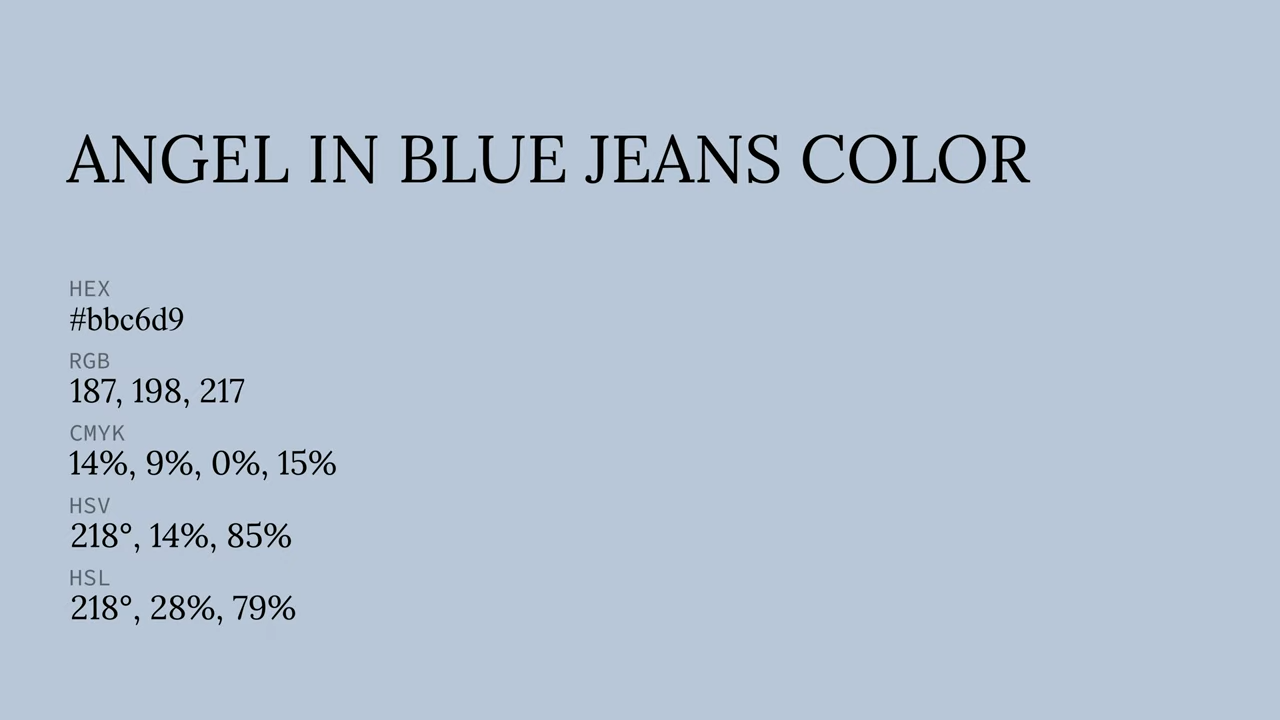 ANGEL IN BLUE JEANS COLOR
HEX
#bbc6d9
RGB
187, 198, 217
CMYK
14%, 9%, 0%, 15%
HSV
218°, 14%, 85%
HSL
218°, 28%, 79%